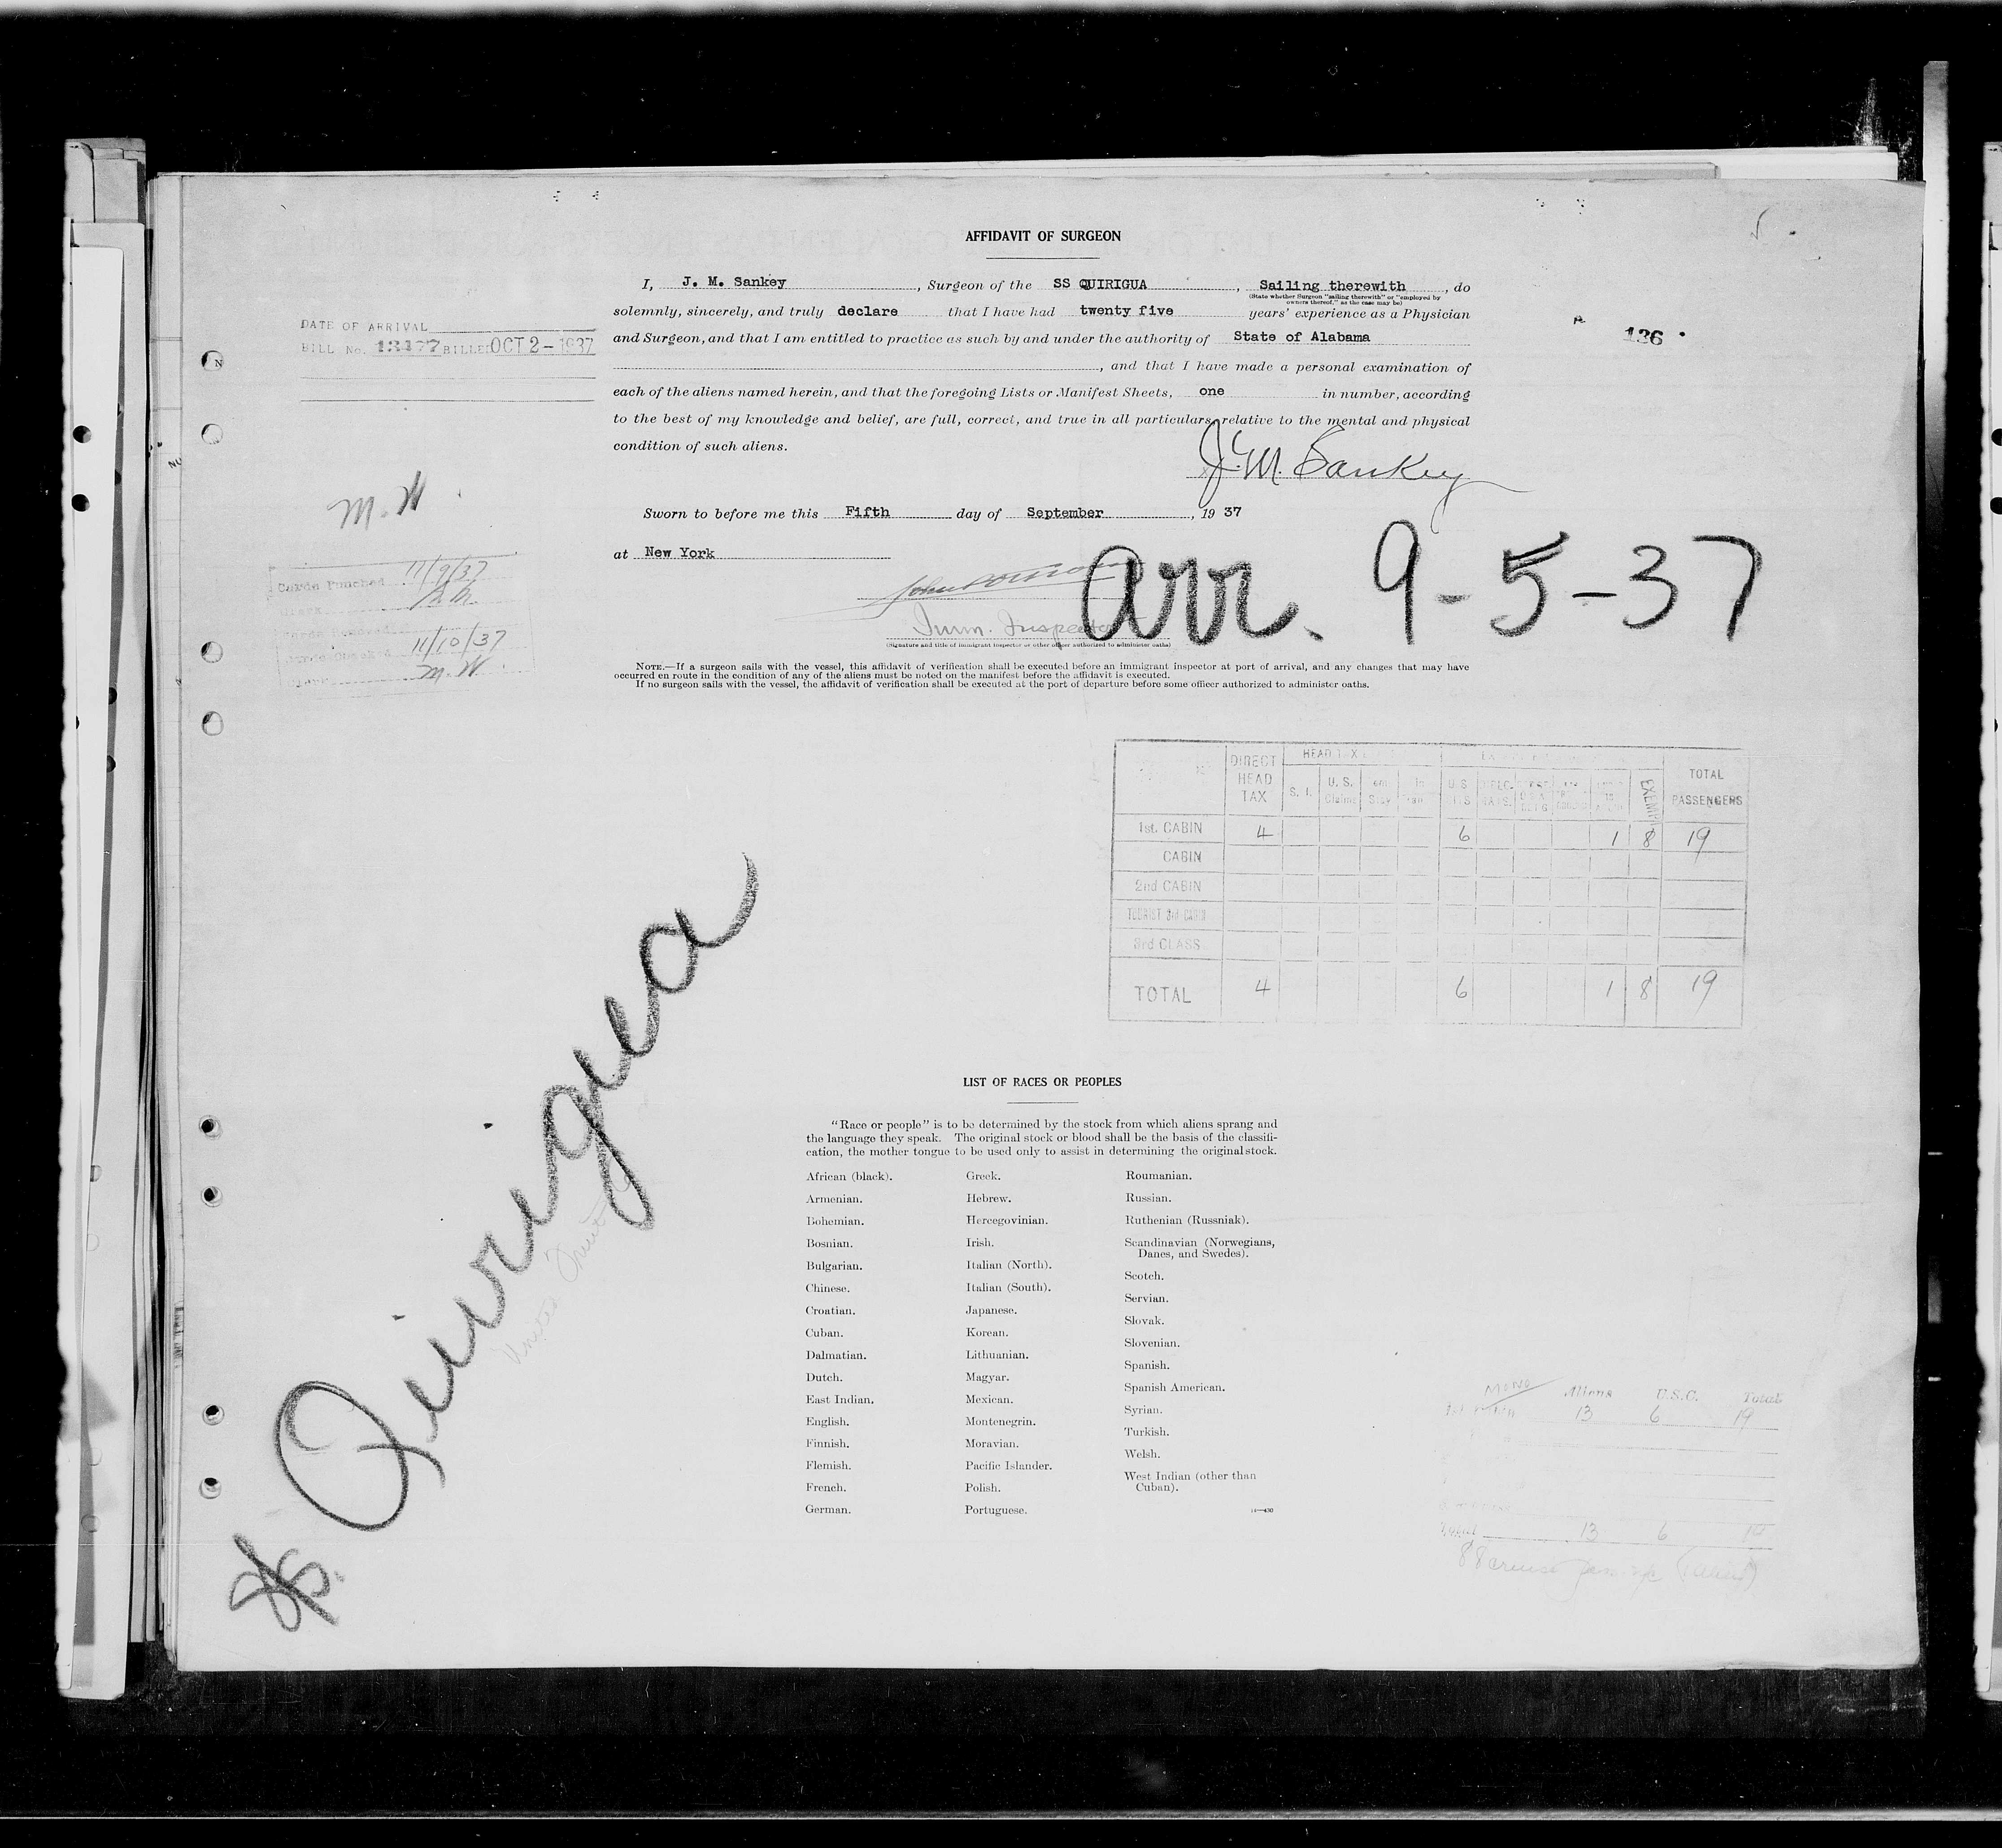 AFFIDAVIT OF SURGEON
I, J. M. Sankey, Surgeon of the SS QUIRIGUA, Sailing therewith, do
(State whether Surgeon "sailing therewith" or "employed by
owners thereof," as the case may be)
solemnly, sincerely, and truly declare that I have had twenty five years' experience as a Physician
and Surgeon, and that I am entitled to practice as such by and under the authority of State of Alabama
, and that I have made a personal examination of
each of the aliens named herein, and that the foregoing Lists or Manifest Sheets, one in number, according
to the best of my knowledge and belief, are full, correct, and true in all particulars, relative to the mental and physical
condition of such aliens.
J. M. Sankey
DATE OF ARRIVAL
BILL No. 13477 BILLED OCT 2 - 1937
136
M. W.
Sworn to before me this Fifth day of September, 19 37
at New York
arr. 9-5-37
Imm. Inspector
(Signature and title of immigrant inspector or other officer authorized to administer oaths)
Cards Punched 11/9/37
11/10/37
M. W.
NOTE.—If a surgeon sails with the vessel, this affidavit of verification shall be executed before an immigrant inspector at port of arrival, and any changes that may have
occurred en route in the condition of any of the aliens must be noted on the manifest before the affidavit is executed.
If no surgeon sails with the vessel, the affidavit of verification shall be executed at the port of departure before some officer authorized to administer oaths.
DIRECT HEAD TAX
HEAD TAX
S. I.
U. S. Claims
U S
EXEMPT
TOTAL PASSENGERS
1st. CABIN 4 6 1 8 19
CABIN
2nd CABIN
TOURIST 3rd CABIN
3rd CLASS
TOTAL 4 6 1 8 19
SS. Quirigua
United Fruit
LIST OF RACES OR PEOPLES
"Race or people" is to be determined by the stock from which aliens sprang and
the language they speak. The original stock or blood shall be the basis of the classifi-
cation, the mother tongue to be used only to assist in determining the original stock.
African (black).
Armenian.
Bohemian.
Bosnian.
Bulgarian.
Chinese.
Croatian.
Cuban.
Dalmatian.
Dutch.
East Indian.
English.
Finnish.
Flemish.
French.
German.
Greek.
Hebrew.
Hercegovinian.
Irish.
Italian (North).
Italian (South).
Japanese.
Korean.
Lithuanian.
Magyar.
Mexican.
Montenegrin.
Moravian.
Pacific Islander.
Polish.
Portuguese.
Roumanian.
Russian.
Ruthenian (Russniak).
Scandinavian (Norwegians,
Danes, and Swedes).
Scotch.
Servian.
Slovak.
Slovenian.
Spanish.
Spanish American.
Syrian.
Turkish.
Welsh.
West Indian (other than
Cuban).
14—430
Aliens U.S.C. Total
13 6 19
Total 13 6 19